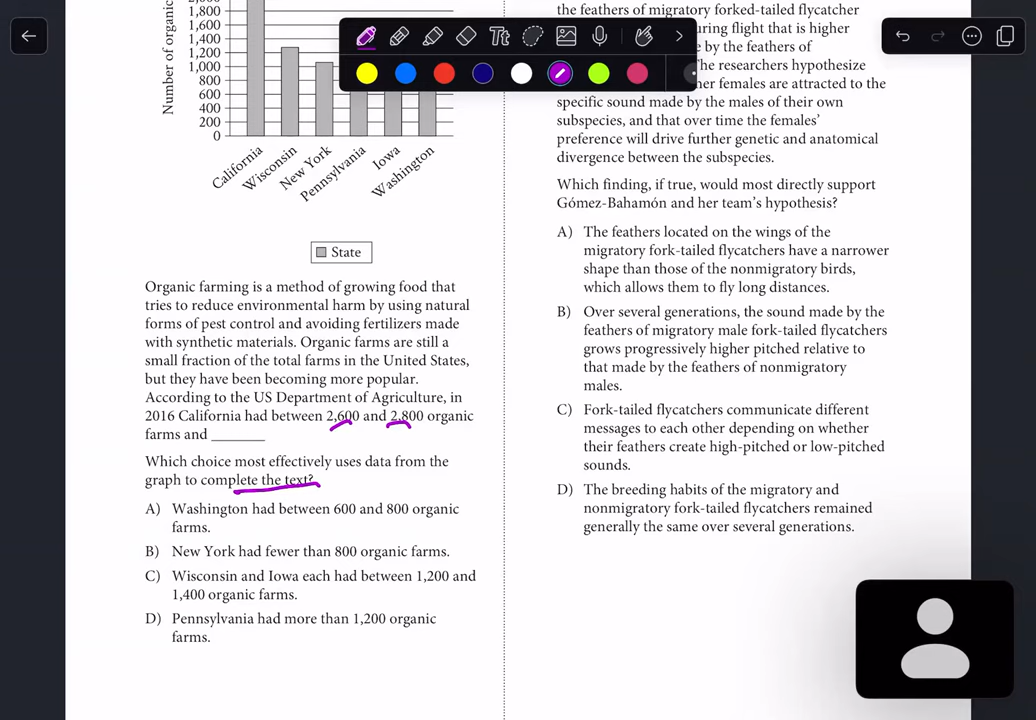 2,000
1,800
1,600
1,400
1,200
1,000
800
600
400
200
0
Number of organic
California
Wisconsin
New York
Pennsylvania
Iowa
Washington
State
Organic farming is a method of growing food that
tries to reduce environmental harm by using natural
forms of pest control and avoiding fertilizers made
with synthetic materials. Organic farms are still a
small fraction of the total farms in the United States,
but they have been becoming more popular.
According to the US Department of Agriculture, in
2016 California had between 2,600 and 2,800 organic
farms and ______
Which choice most effectively uses data from the
graph to complete the text?
A) Washington had between 600 and 800 organic
farms.
B) New York had fewer than 800 organic farms.
C) Wisconsin and Iowa each had between 1,200 and
1,400 organic farms.
D) Pennsylvania had more than 1,200 organic
farms.
the feathers of migratory forked-tailed flycatcher
uring flight that is higher
e by the feathers of
he researchers hypothesize
her females are attracted to the
specific sound made by the males of their own
subspecies, and that over time the females’
preference will drive further genetic and anatomical
divergence between the subspecies.
Which finding, if true, would most directly support
Gómez-Bahamón and her team’s hypothesis?
A) The feathers located on the wings of the
migratory fork-tailed flycatchers have a narrower
shape than those of the nonmigratory birds,
which allows them to fly long distances.
B) Over several generations, the sound made by the
feathers of migratory male fork-tailed flycatchers
grows progressively higher pitched relative to
that made by the feathers of nonmigratory
males.
C) Fork-tailed flycatchers communicate different
messages to each other depending on whether
their feathers create high-pitched or low-pitched
sounds.
D) The breeding habits of the migratory and
nonmigratory fork-tailed flycatchers remained
generally the same over several generations.
Tt